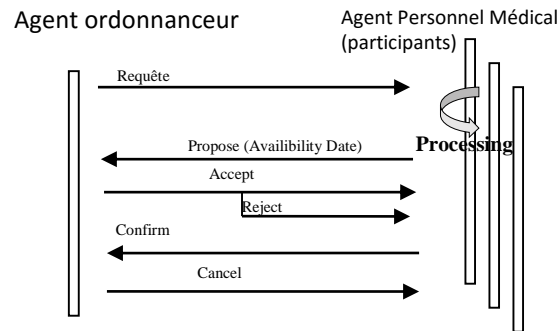 Agent ordonnanceur
Agent Personnel Médical
(participants)
Requête
Processing
Propose (Availibility Date)
Accept
Reject
Confirm
Cancel